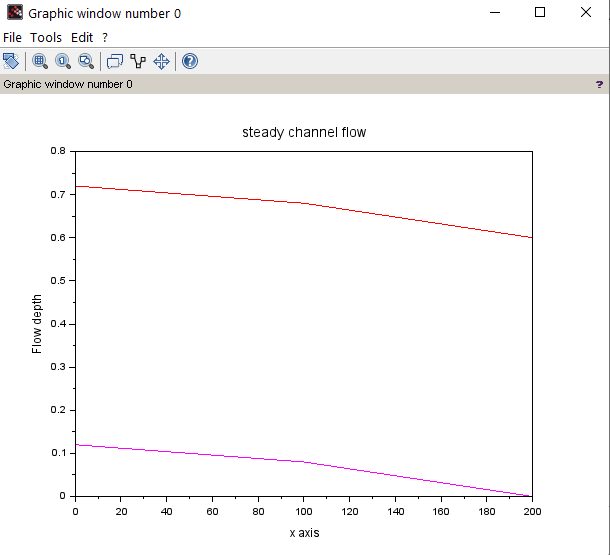 Graphic window number 0
File Tools Edit ?
Graphic window number 0 ?
steady channel flow
0.8
0.7
0.6
0.5
0.4
0.3
0.2
0.1
0
Flow depth
0 20 40 60 80 100 120 140 160 180 200
x axis